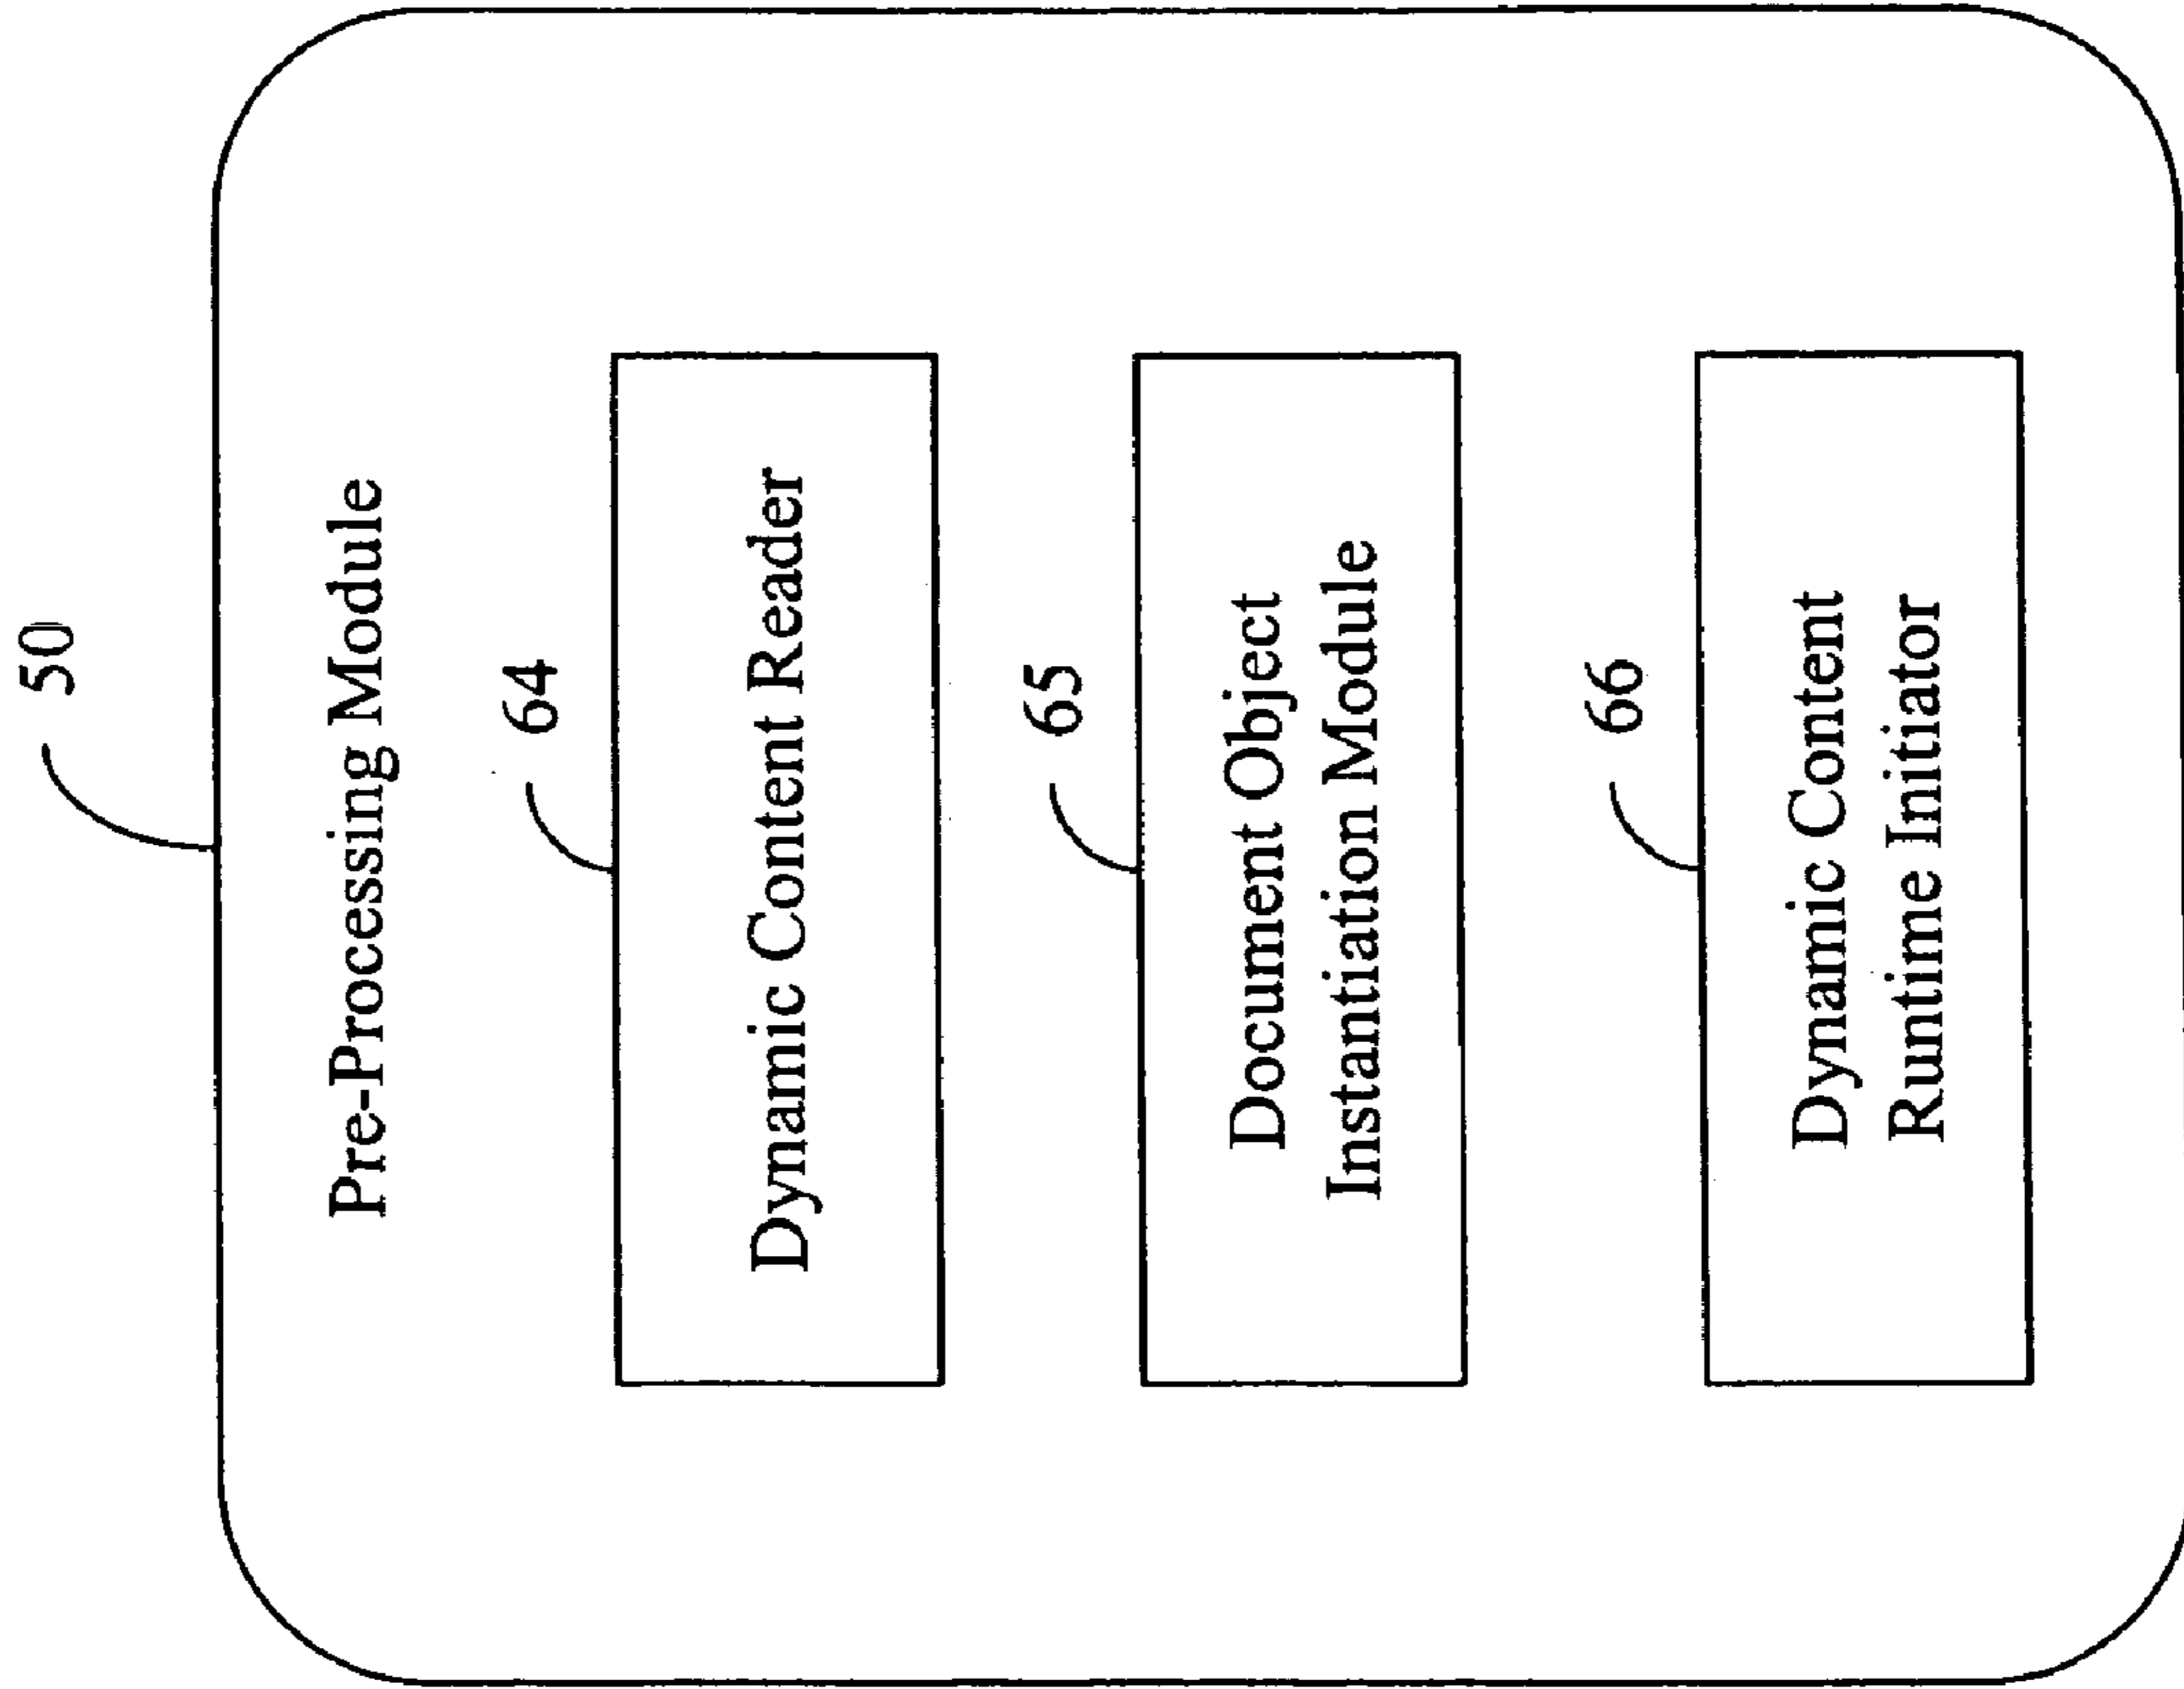 50
Pre-Processing Module
64
Dynamic Content Reader
65
Document Object
Instantiation Module
66
Dynamic Content
Runtime Initiator